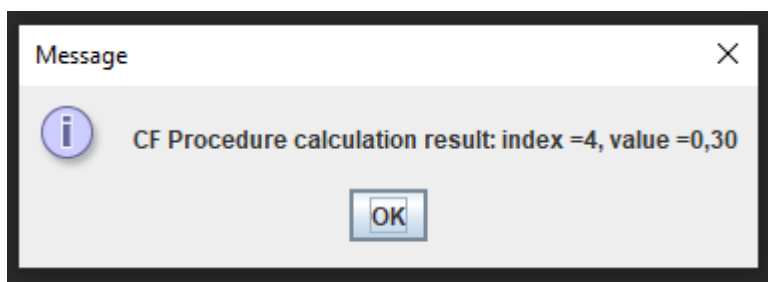 Message
CF Procedure calculation result: index =4, value =0,30
OK